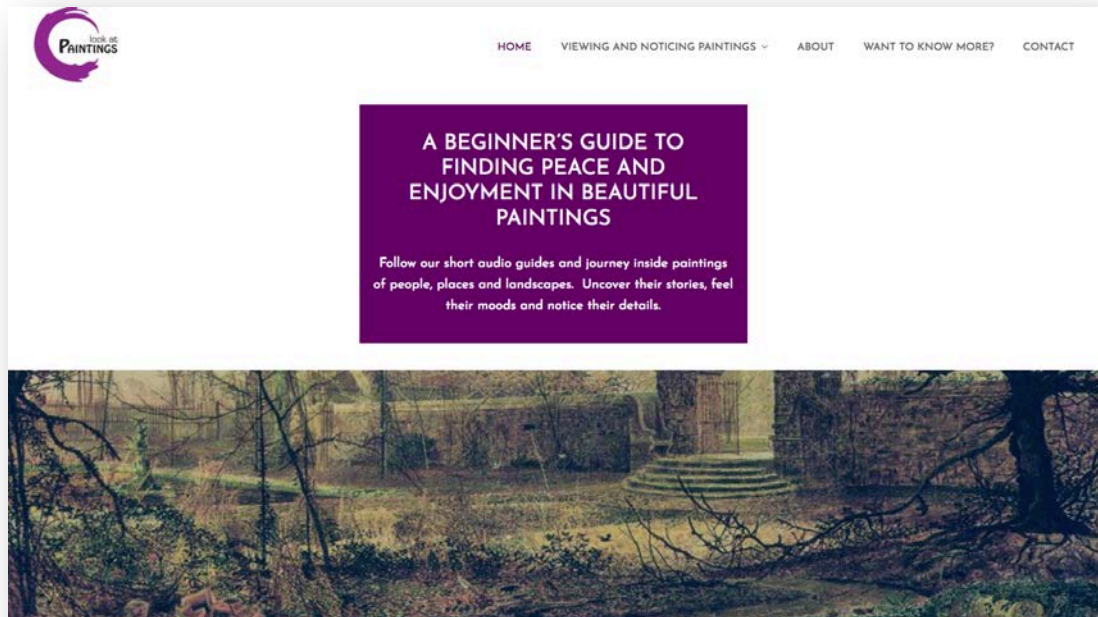 look at
PAINTINGS
HOME
VIEWING AND NOTICING PAINTINGS
ABOUT
WANT TO KNOW MORE?
CONTACT
A BEGINNER'S GUIDE TO
FINDING PEACE AND
ENJOYMENT IN BEAUTIFUL
PAINTINGS
Follow our short audio guides and journey inside paintings
of people, places and landscapes. Uncover their stories, feel
their moods and notice their details.